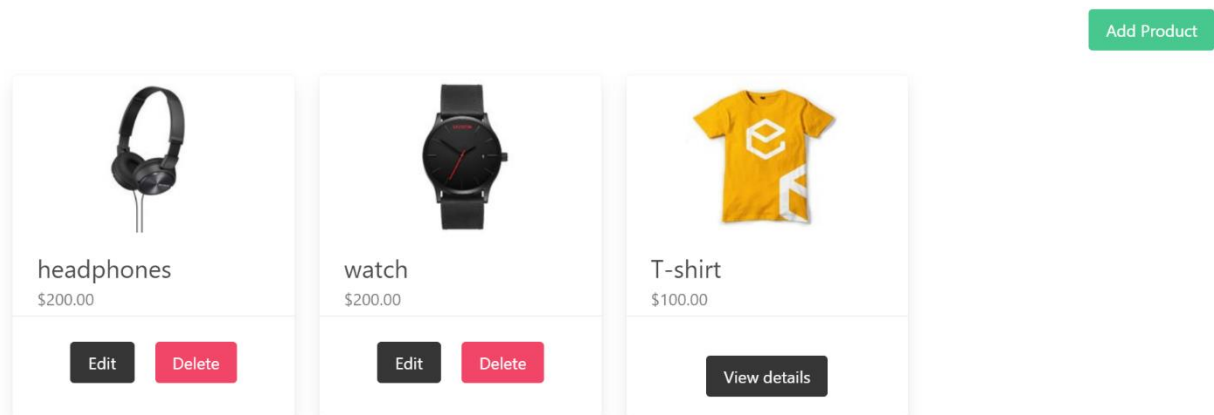 Add Product
headphones
$200.00
Edit Delete
watch
$200.00
Edit Delete
T-shirt
$100.00
View details